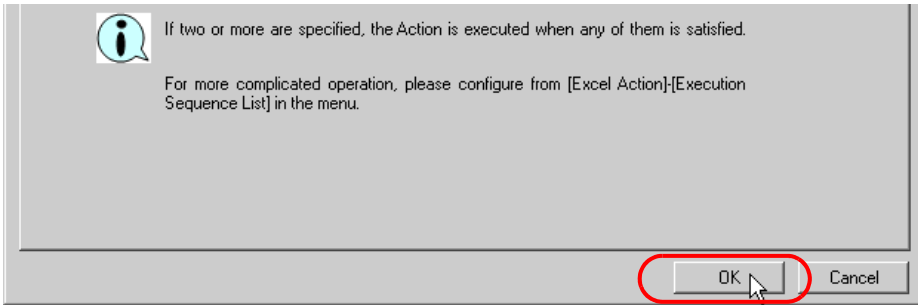 If two or more are specified, the Action is executed when any of them is satisfied.
For more complicated operation, please configure from [Excel Action]-[Execution
Sequence List] in the menu.
OK
Cancel